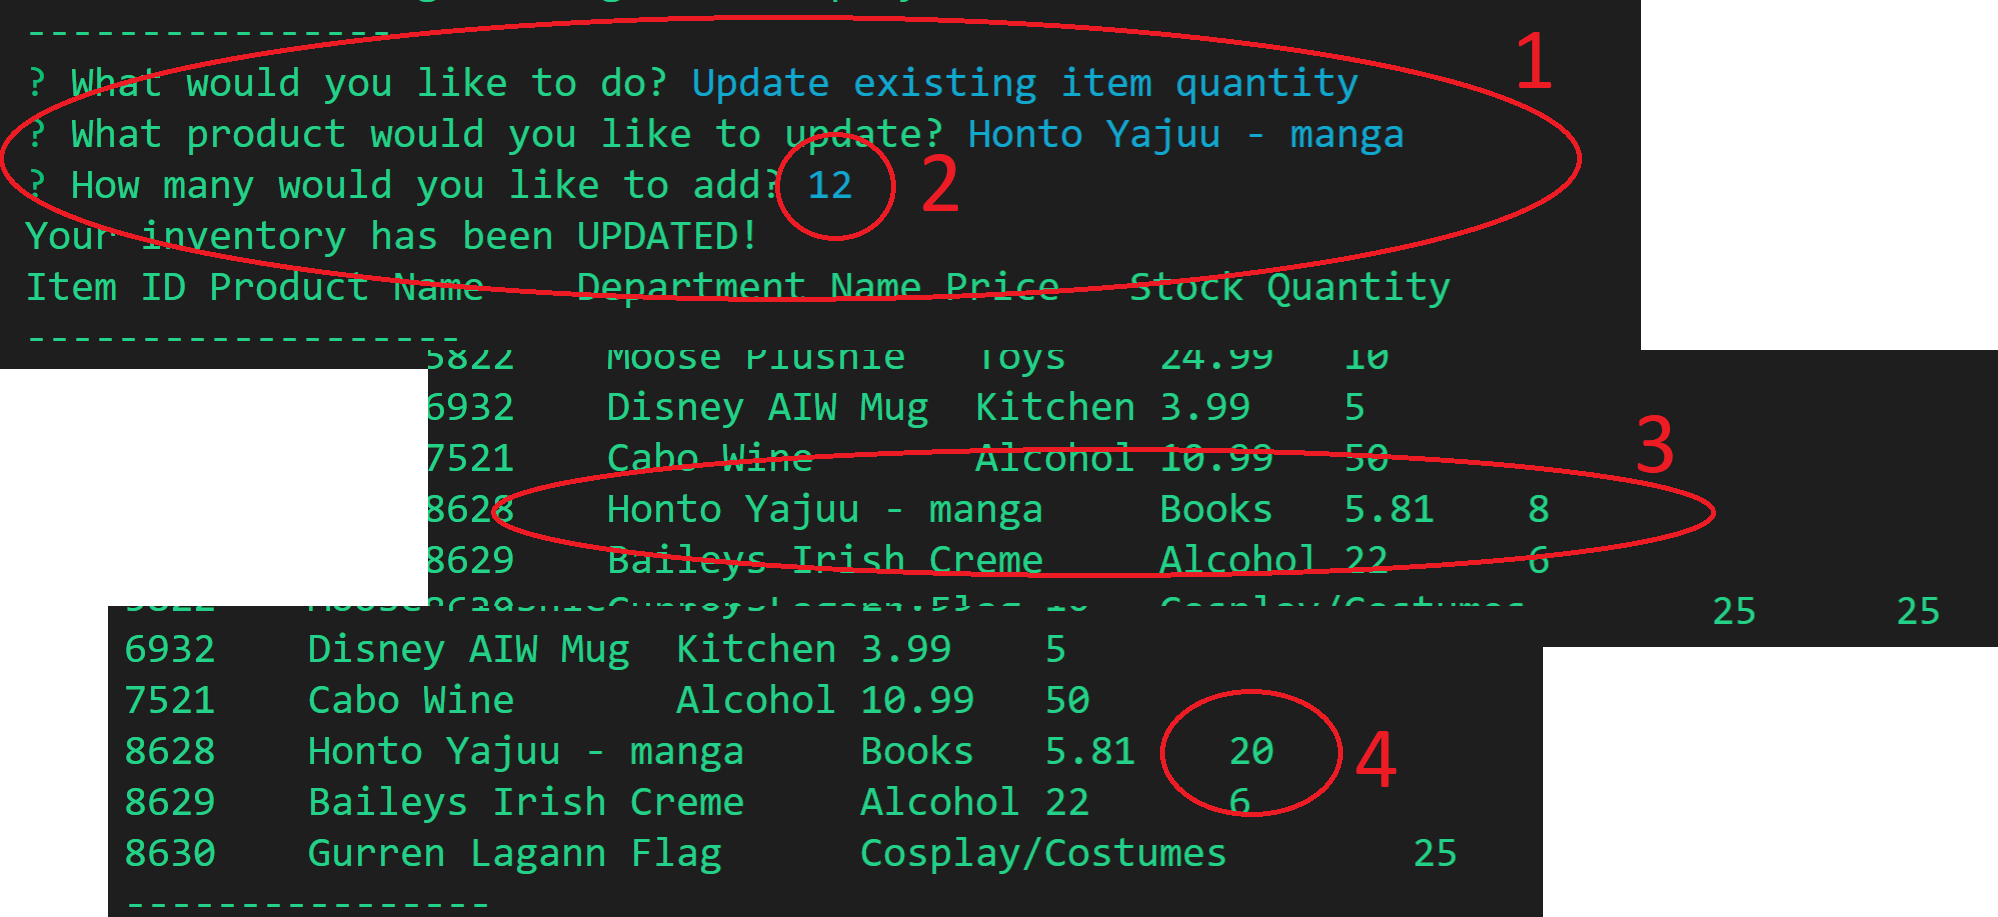 ----------------
? What would you like to do? Update existing item quantity
1
? What product would you like to update? Honto Yajuu - manga
? How many would you like to add? 12
2
Your inventory has been UPDATED!
Item ID Product Name Department Name Price Stock Quantity
-------------------
5822 Moose Plushie Toys 24.99 10
6932 Disney AIW Mug Kitchen 3.99 5
3
7521 Cabo Wine Alcohol 10.99 50
8628 Honto Yajuu - manga Books 5.81 8
8629 Baileys Irish Creme Alcohol 22 6
25 25
6932 Disney AIW Mug Kitchen 3.99 5
7521 Cabo Wine Alcohol 10.99 50
8628 Honto Yajuu - manga Books 5.81 20
4
8629 Baileys Irish Creme Alcohol 22 6
8630 Gurren Lagann Flag Cosplay/Costumes 25
----------------